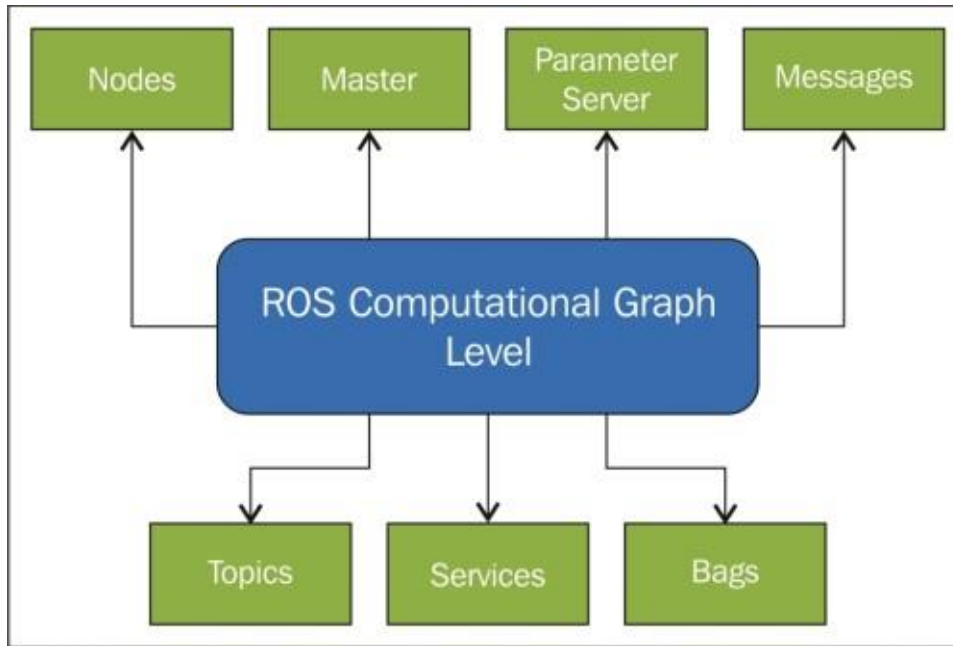 Nodes
Master
Parameter
Server
Messages
ROS Computational Graph
Level
Topics
Services
Bags